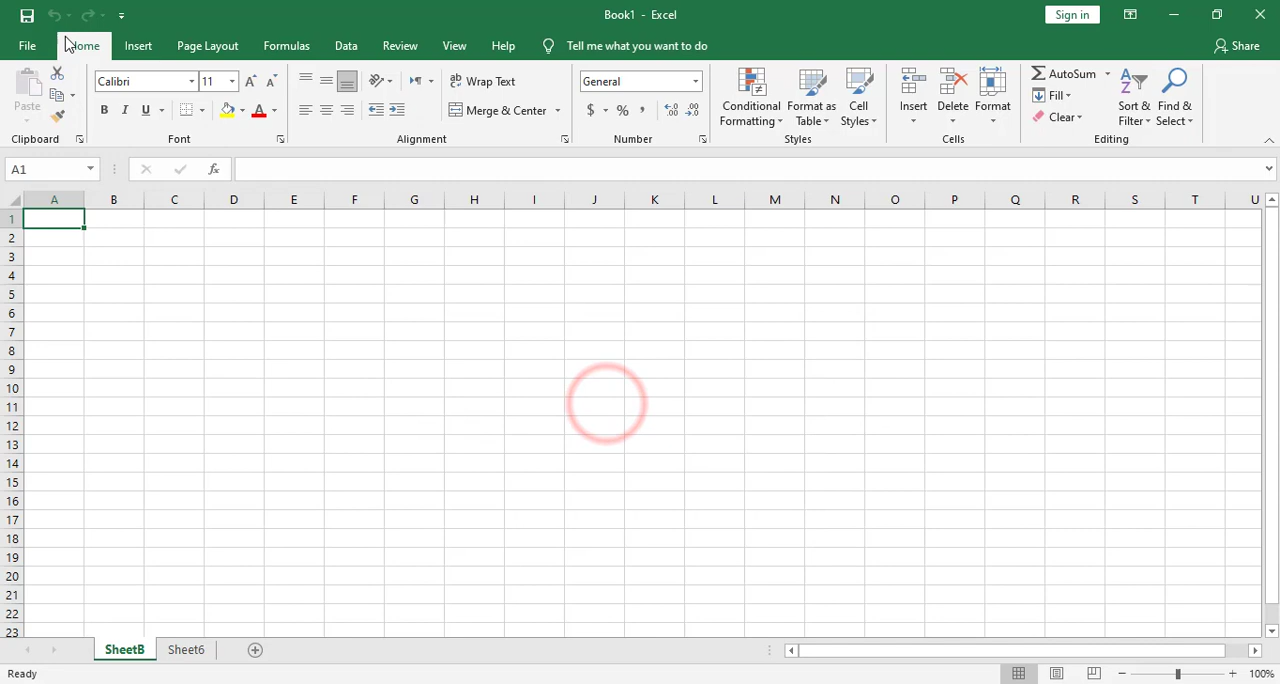 Book1 - Excel
Sign in
File Home Insert Page Layout Formulas Data Review View Help Tell me what you want to do Share
Paste
Calibri 11
B I U A
Wrap Text
Merge & Center
General
$ % ,
Conditional Formatting
Format as Table
Cell Styles
Insert Delete Format
AutoSum
Fill
Clear
Sort & Filter
Find & Select
Clipboard Font Alignment Number Styles Cells Editing
A1 fx
A B C D E F G H I J K L M N O P Q R S T U
1
2
3
4
5
6
7
8
9
10
11
12
13
14
15
16
17
18
19
20
21
22
23
SheetB Sheet6
Ready 100%